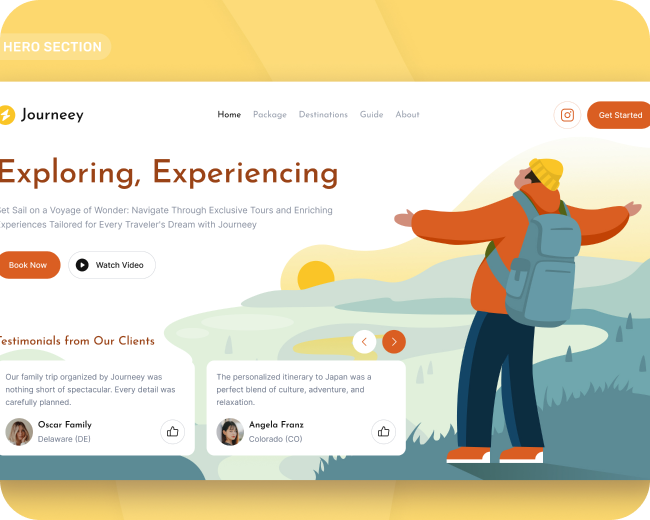 HERO SECTION
Journeey
Home Package Destinations Guide About
Get Started
Exploring, Experiencing
Set Sail on a Voyage of Wonder: Navigate Through Exclusive Tours and Enriching
Experiences Tailored for Every Traveler's Dream with Journeey
Book Now
Watch Video
Testimonials from Our Clients
Our family trip organized by Journeey was
nothing short of spectacular. Every detail was
carefully planned.
Oscar Family
Delaware (DE)
The personalized itinerary to Japan was a
perfect blend of culture, adventure, and
relaxation.
Angela Franz
Colorado (CO)